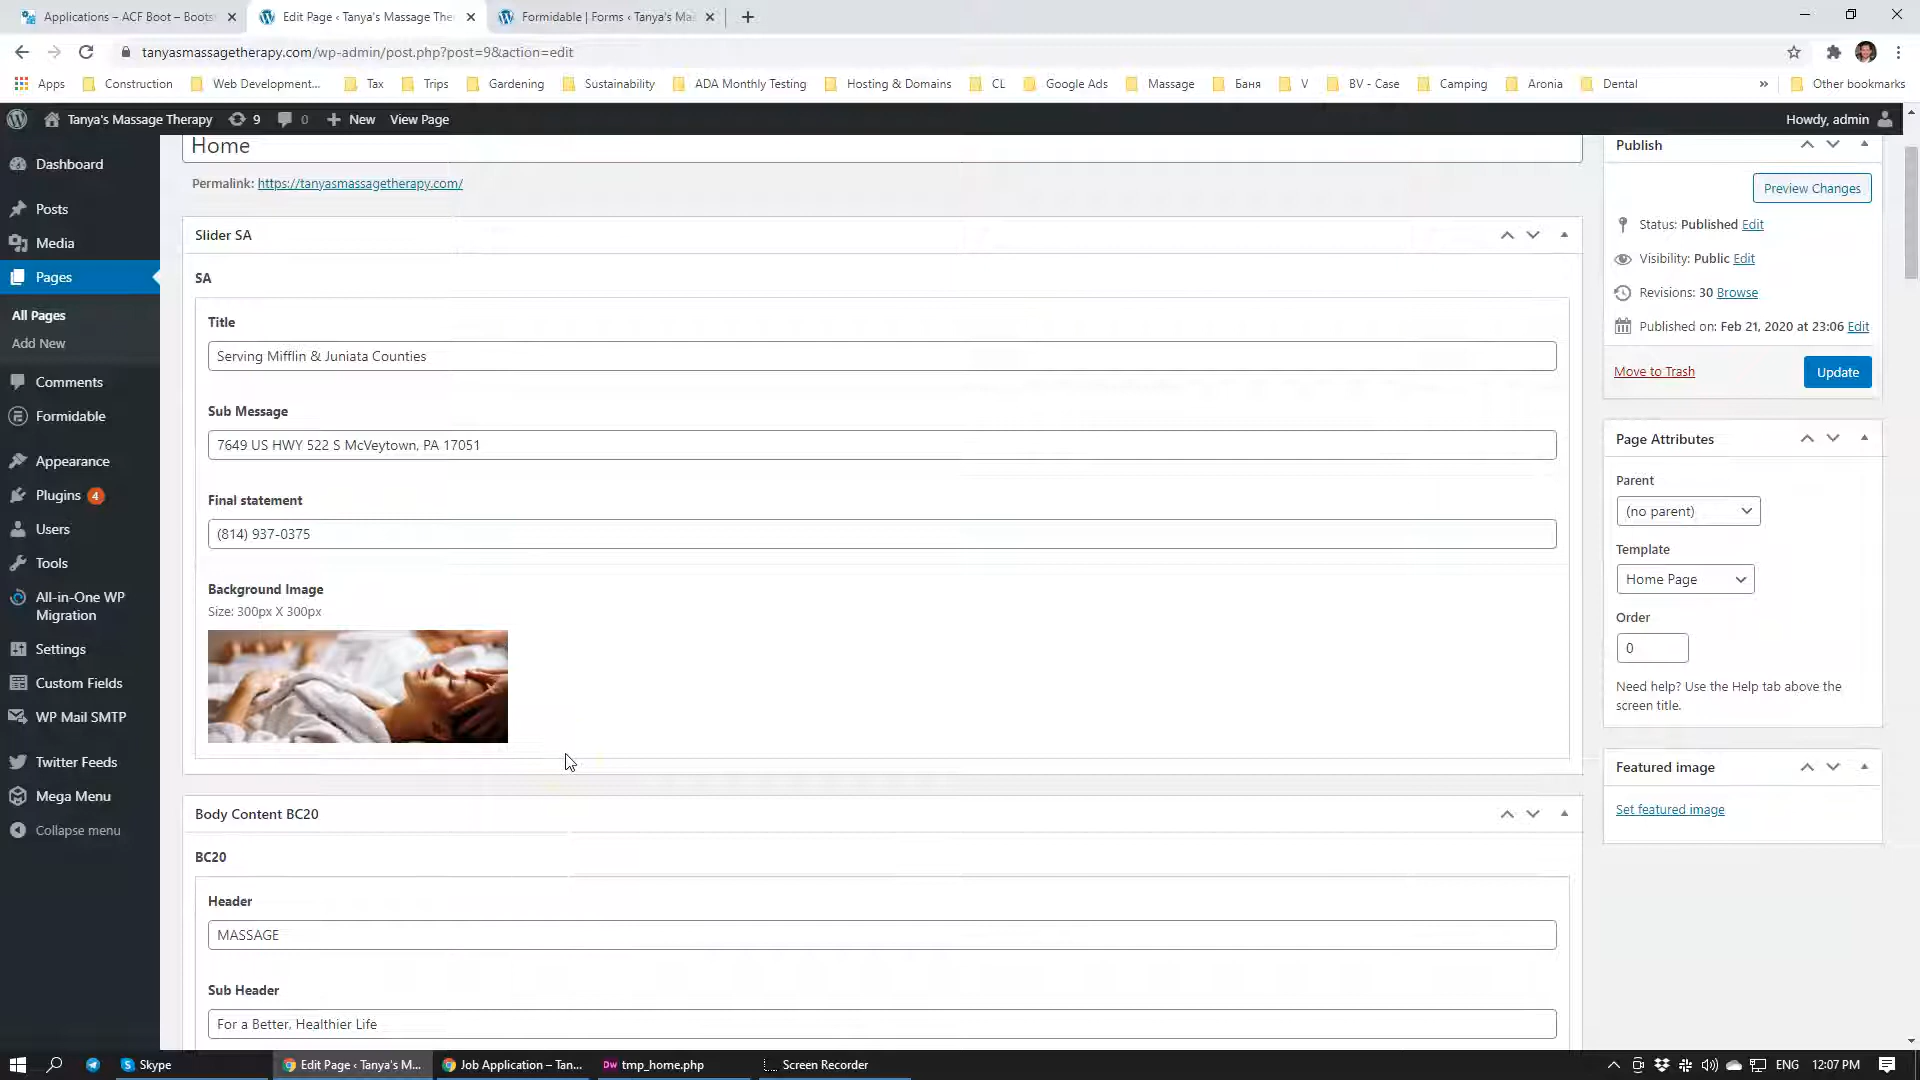 Applications – ACF Boot – Boots
Edit Page ‹ Tanya's Massage The
Formidable | Forms ‹ Tanya's Ma
tanyasmassagetherapy.com/wp-admin/post.php?post=9&action=edit
Apps Construction Web Development... Tax Trips Gardening Sustainability ADA Monthly Testing Hosting & Domains CL Google Ads Massage Баня V BV - Case Camping Aronia Dental » Other bookmarks
Tanya's Massage Therapy 9 0 New View Page Howdy, admin
Dashboard
Posts
Media
Pages
All Pages
Add New
Comments
Formidable
Appearance
Plugins 4
Users
Tools
All-in-One WP
Migration
Settings
Custom Fields
WP Mail SMTP
Twitter Feeds
Mega Menu
Collapse menu
Home
Permalink: https://tanyasmassagetherapy.com/
Slider SA
SA
Title
Serving Mifflin & Juniata Counties
Sub Message
7649 US HWY 522 S McVeytown, PA 17051
Final statement
(814) 937-0375
Background Image
Size: 300px X 300px
Body Content BC20
BC20
Header
MASSAGE
Sub Header
For a Better, Healthier Life
Publish
Preview Changes
Status: Published Edit
Visibility: Public Edit
Revisions: 30 Browse
Published on: Feb 21, 2020 at 23:06 Edit
Move to Trash Update
Page Attributes
Parent
(no parent)
Template
Home Page
Order
0
Need help? Use the Help tab above the
screen title.
Featured image
Set featured image
Skype Edit Page ‹ Tanya's M... Job Application – Tan... Dw tmp_home.php Screen Recorder ENG 12:07 PM